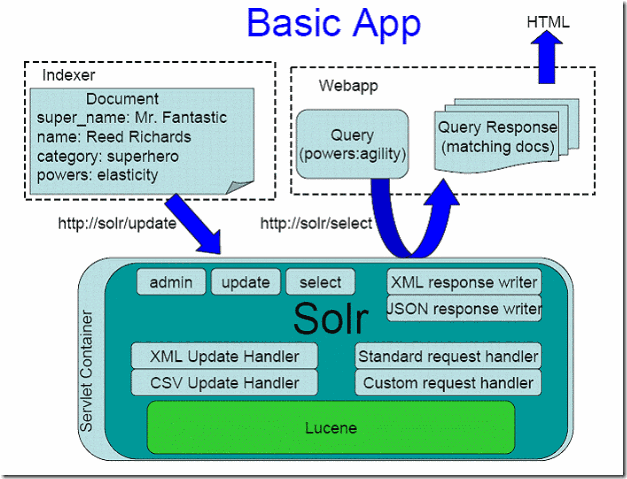 Basic App
HTML
Indexer
Document
super_name: Mr. Fantastic
name: Reed Richards
category: superhero
powers: elasticity
Webapp
Query
(powers:agility)
Query Response
(matching docs)
http://solr/update
http://solr/select
Servlet Container
admin
update
select
XML response writer
JSON response writer
Solr
XML Update Handler
CSV Update Handler
Standard request handler
Custom request handler
Lucene